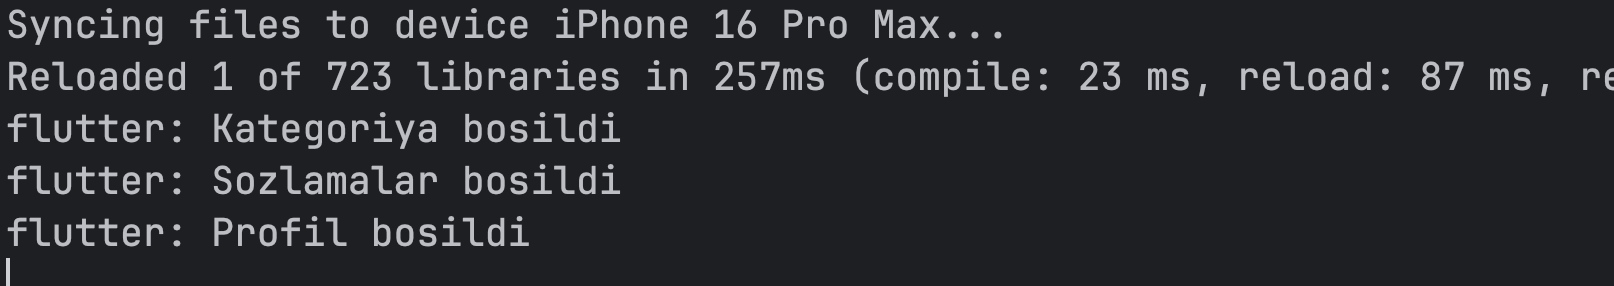 Syncing files to device iPhone 16 Pro Max...
Reloaded 1 of 723 libraries in 257ms (compile: 23 ms, reload: 87 ms, re
flutter: Kategoriya bosildi
flutter: Sozlamalar bosildi
flutter: Profil bosildi